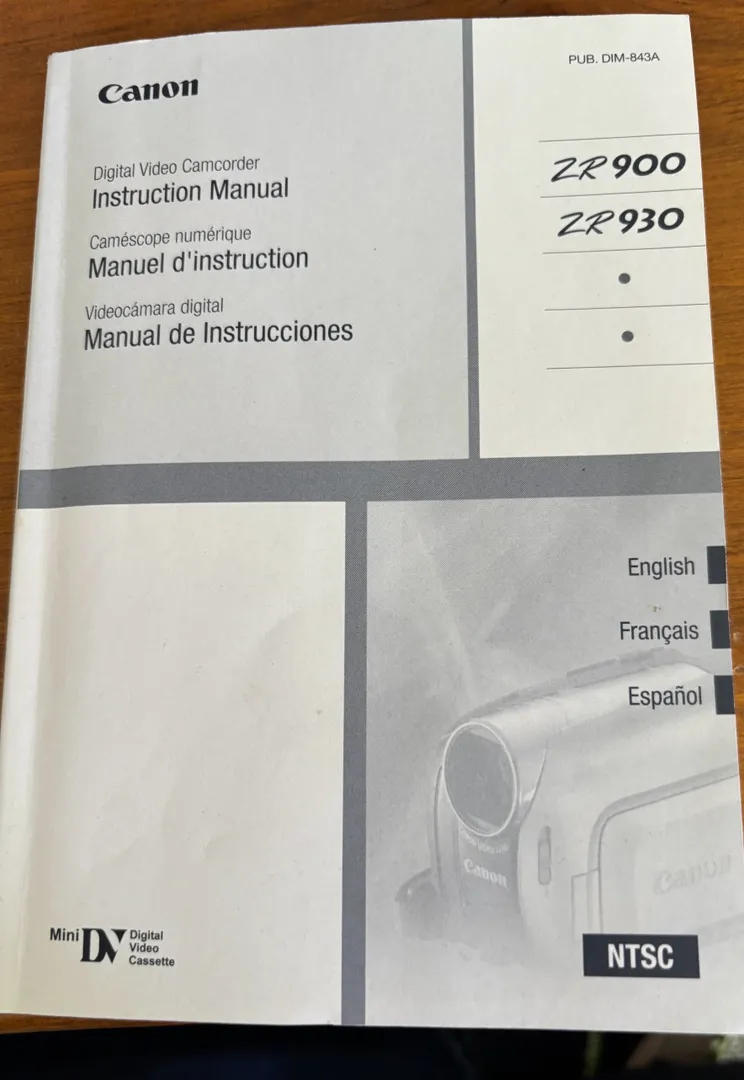 Canon
Digital Video Camcorder
Instruction Manual
Caméscope numérique
Manuel d'instruction
Videocámara digital
Manual de Instrucciones
PUB. DIM-843A
ZR900
ZR930
English
Français
Español
Canon
Canon
Mini DV Digital
Video
Cassette
NTSC